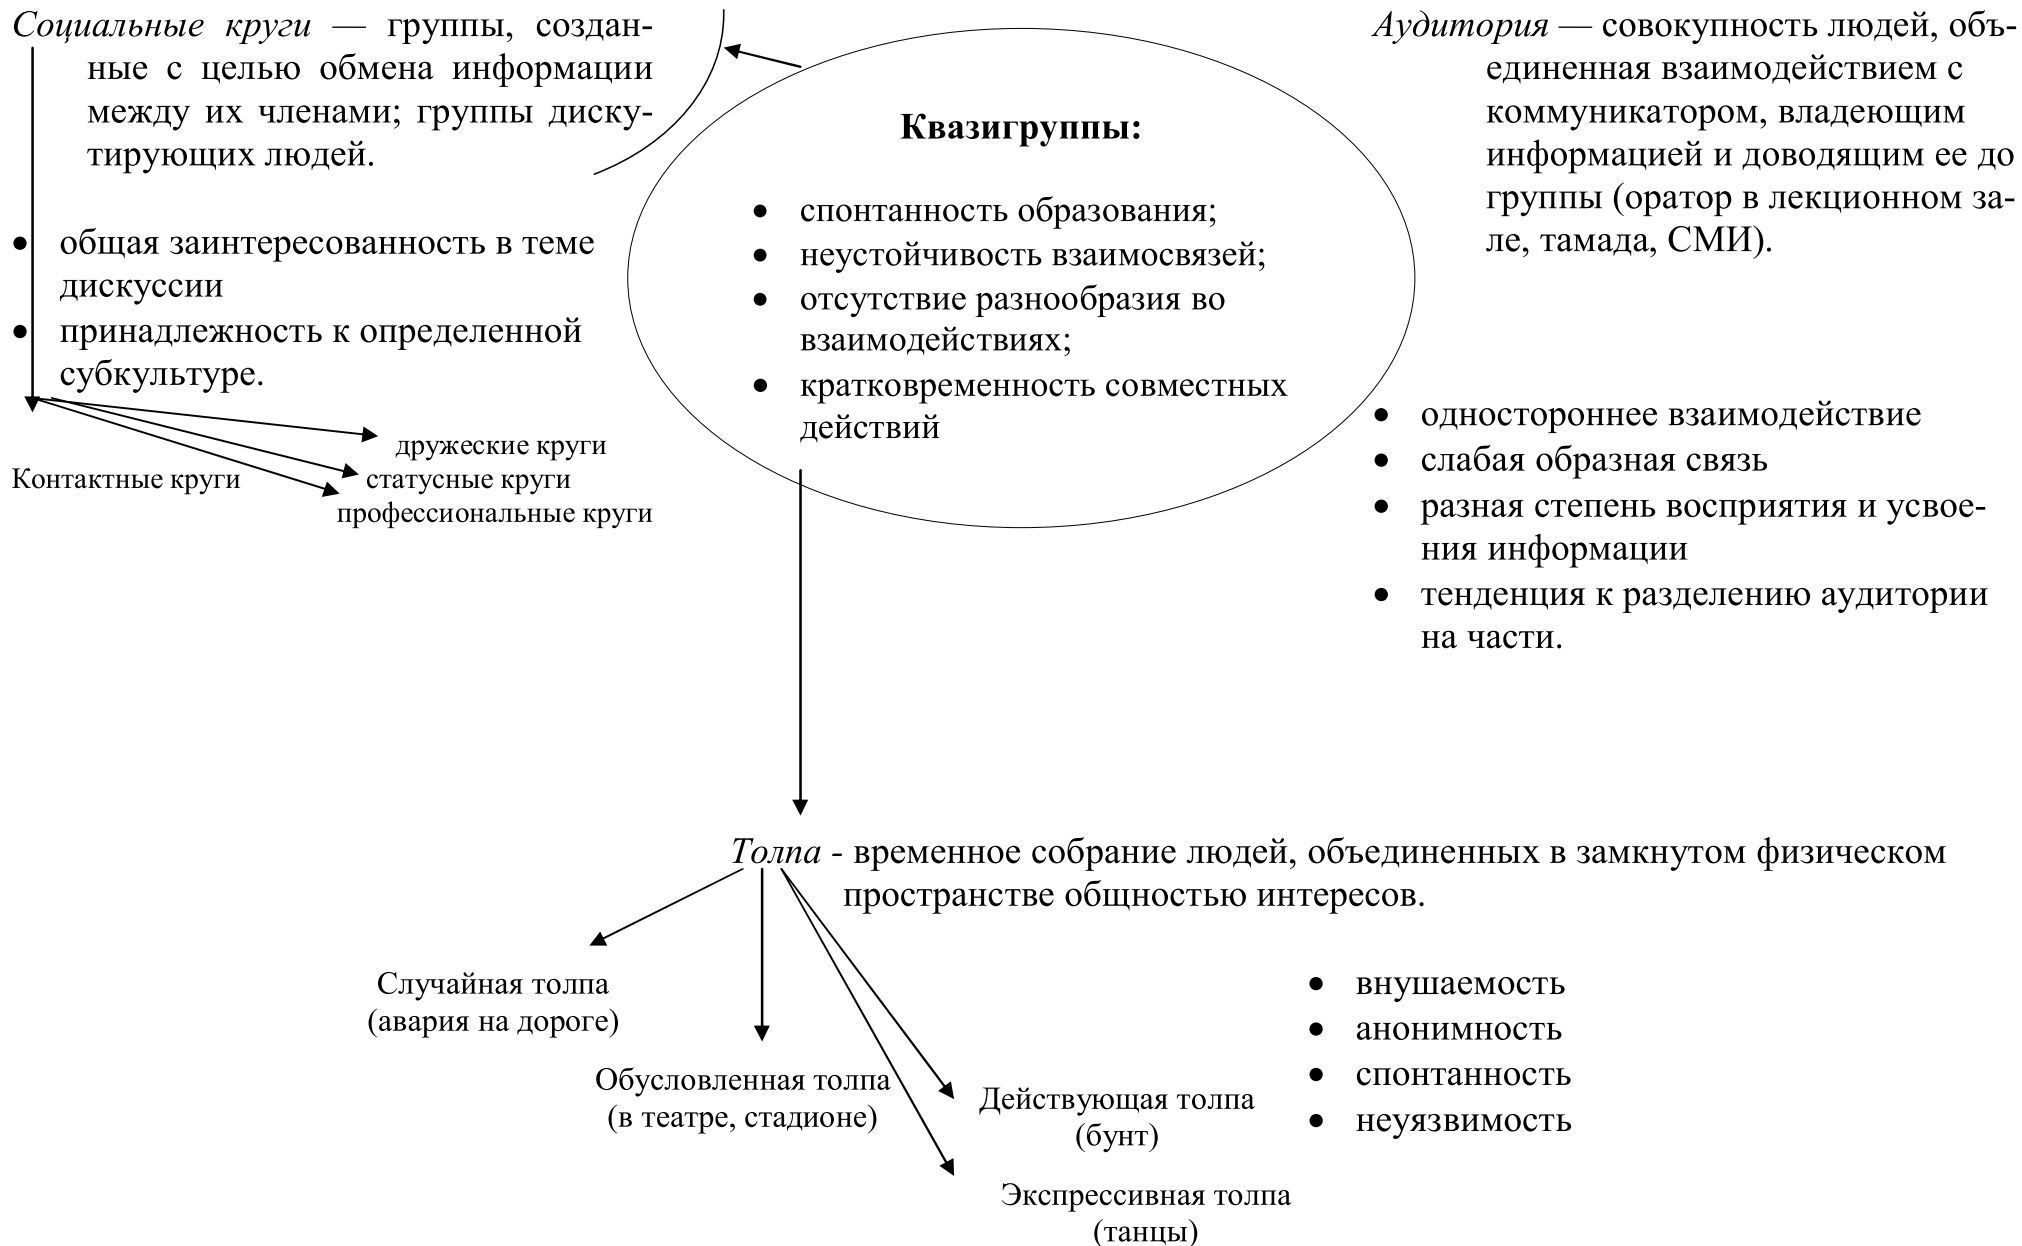 Социальные круги — группы, создан-
ные с целью обмена информации
между их членами; группы диску-
тирующих людей.
• общая заинтересованность в теме
дискуссии
• принадлежность к определенной
субкультуре.
дружеские круги
Контактные круги статусные круги
профессиональные круги
Квазигруппы:
• спонтанность образования;
• неустойчивость взаимосвязей;
• отсутствие разнообразия во
взаимодействиях;
• кратковременность совместных
действий
Аудитория — совокупность людей, объ-
единенная взаимодействием с
коммуникатором, владеющим
информацией и доводящим ее до
группы (оратор в лекционном за-
ле, тамада, СМИ).
• одностороннее взаимодействие
• слабая образная связь
• разная степень восприятия и усвое-
ния информации
• тенденция к разделению аудитории
на части.
Толпа - временное собрание людей, объединенных в замкнутом физическом
пространстве общностью интересов.
Случайная толпа
(авария на дороге)
Обусловленная толпа
(в театре, стадионе)
Действующая толпа
(бунт)
Экспрессивная толпа
(танцы)
• внушаемость
• анонимность
• спонтанность
• неуязвимость